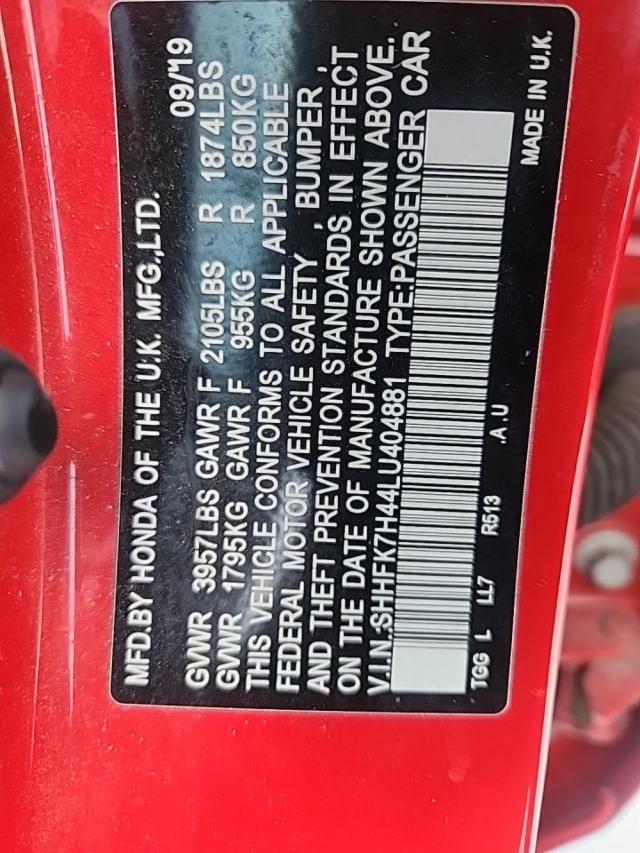 MFD.BY HONDA OF THE U.K. MFG.,LTD. 09/19
GVWR 3957LBS GAWR F 2105LBS R 1874LBS
GVWR 1795KG GAWR F 955KG R 850KG
THIS VEHICLE CONFORMS TO ALL APPLICABLE
FEDERAL MOTOR VEHICLE SAFETY , BUMPER ,
AND THEFT PREVENTION STANDARDS IN EFFECT
ON THE DATE OF MANUFACTURE SHOWN ABOVE.
V.I.N.:SHHFK7H44LU404881 TYPE:PASSENGER CAR
TGG L LL7 R513 .A.U
MADE IN U.K.